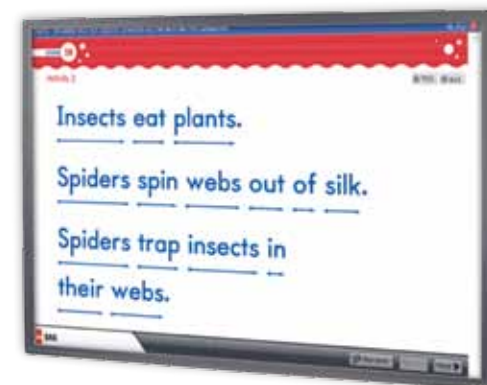 Insects eat plants.
Spiders spin webs out of silk.
Spiders trap insects in
their webs.